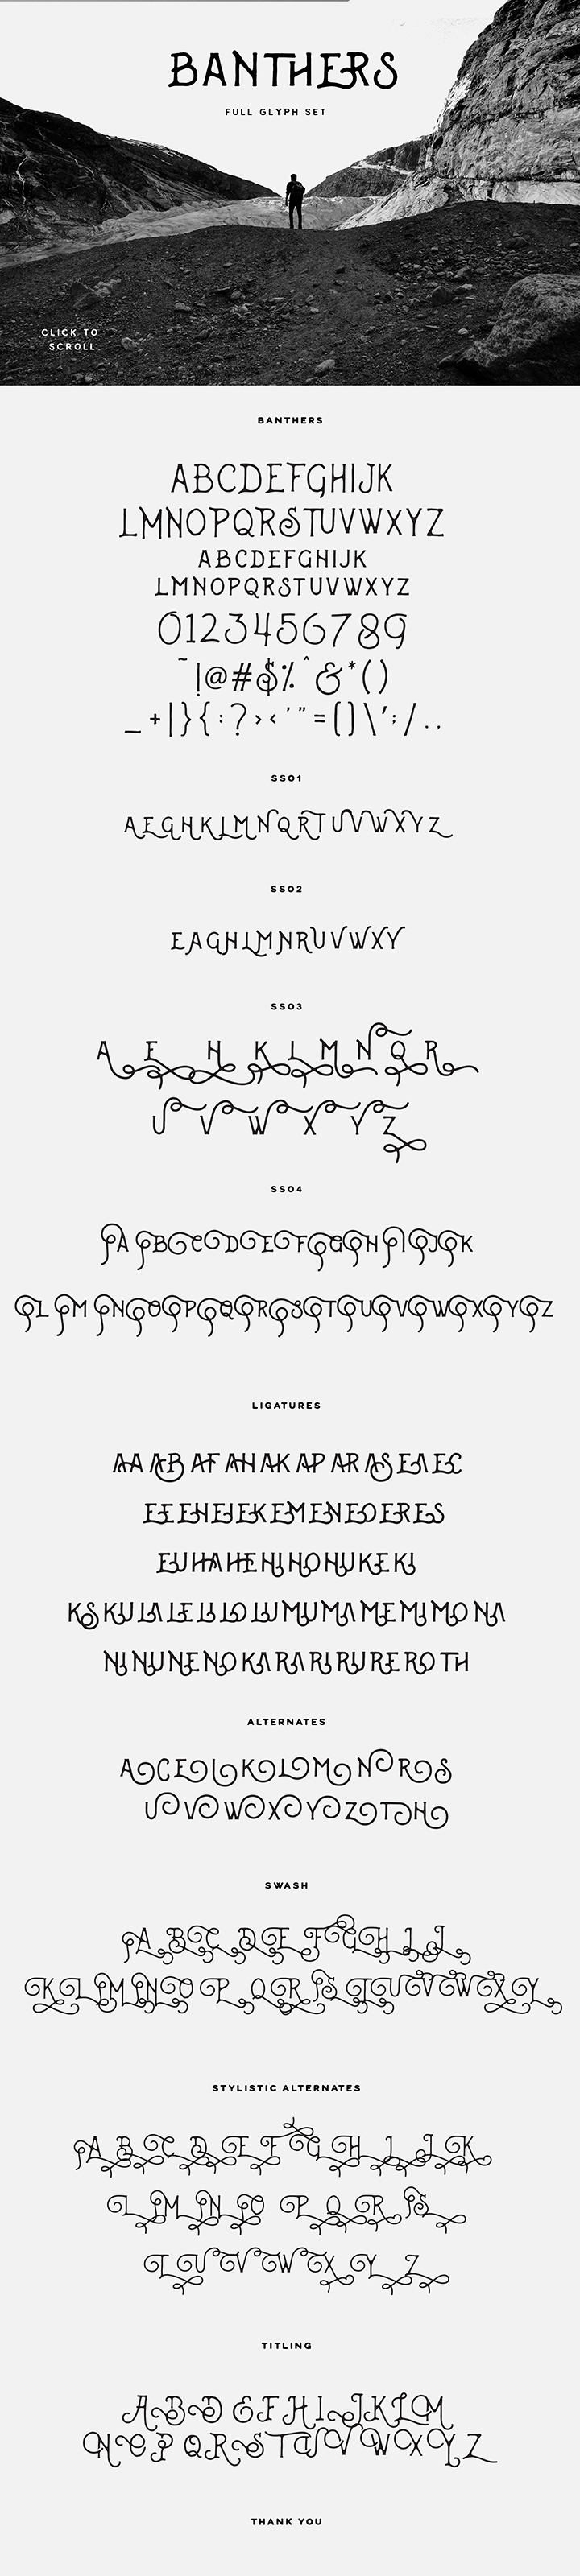 BANTHERS
FULL GLYPH SET
CLICK TO
SCROLL
BANTHERS
ABCDEFGHIJK
LMNOPQRSTUVWXYZ
ABCDEFGHIJK
LMNOPQRSTUVWXYZ
0123456789
~|@#$%^&*()
_+|}{:?><'"=[]\';/.,
SS01
AEGHKLMNQRTUVWXYZ
SS02
EAGHLMNRUVWXY
SS03
A E H K L M N Q R
U V W X Y Z
SS04
A B C D E F G H I J K
L M N O P Q R S T U V W X Y Z
LIGATURES
AA AB AF AH AK AP AR AS EA EC
EE EH EI EK EM EN EO ER ES
EU HA HE HI HO HU KE KI
KS KU LA LE LI LO LU MU MA ME MI MO NA
NI NU NE NO KA RA RI RU RE RO TH
ALTERNATES
A C E I K L M N R S
U V W X Y Z TH
SWASH
A B C D E F G H I J
K L M N O P Q R S T U V W X Y
STYLISTIC ALTERNATES
A B C D E F G H I J K
L M N O P Q R S
T U V W X Y Z
TITLING
A B D E F H I J K L M
N O P Q R S T U V W X Y Z
THANK YOU